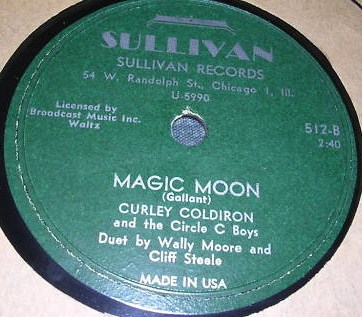 SULLIVAN
SULLIVAN RECORDS
54 W. Randolph St., Chicago 1, Ill.
U-5990
Licensed by
Broadcast Music Inc.
Waltz
512-B
2:40
MAGIC MOON
(Gallant)
CURLEY COLDIRON
and the Circle C Boys
Duet by Wally Moore and
Cliff Steele
MADE IN USA